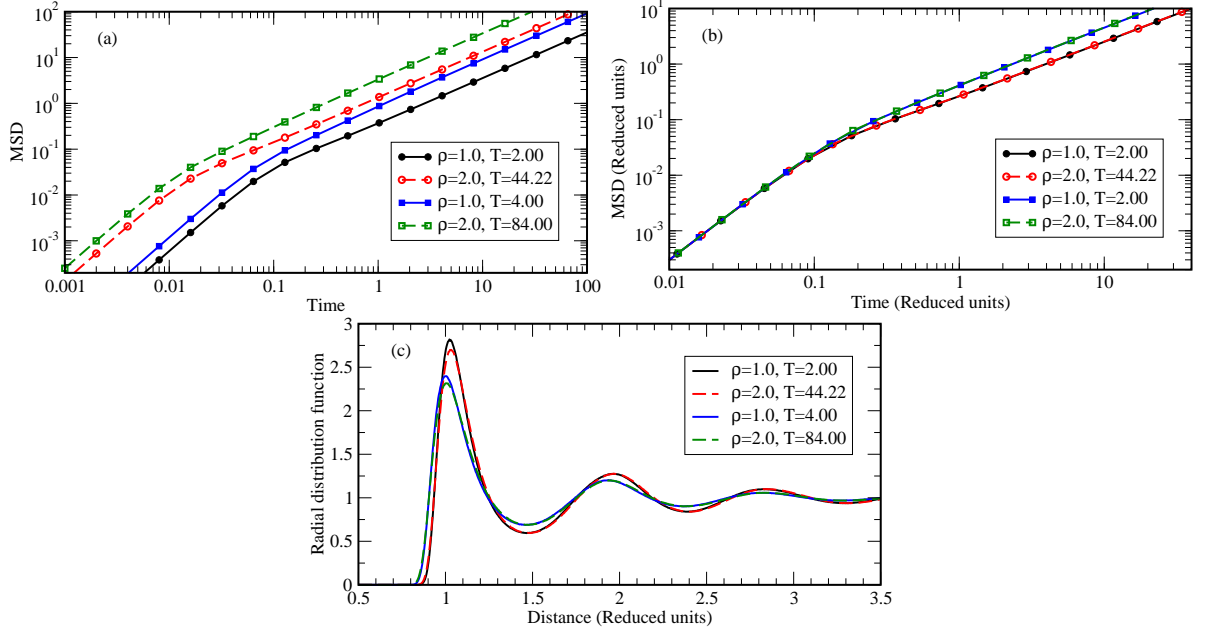 (a)
MSD
10²
10¹
10⁰
10⁻¹
10⁻²
10⁻³
ρ=1.0, T=2.00
ρ=2.0, T=44.22
ρ=1.0, T=4.00
ρ=2.0, T=84.00
0.001
0.01
0.1
1
10
100
Time
(b)
MSD (Reduced units)
10¹
10⁰
10⁻¹
10⁻²
10⁻³
ρ=1.0, T=2.00
ρ=2.0, T=44.22
ρ=1.0, T=2.00
ρ=2.0, T=84.00
0.01
0.1
1
10
Time (Reduced units)
(c)
Radial distribution function
3
2.5
2
1.5
1
0.5
0
ρ=1.0, T=2.00
ρ=2.0, T=44.22
ρ=1.0, T=4.00
ρ=2.0, T=84.00
0.5
1
1.5
2
2.5
3
3.5
Distance (Reduced units)